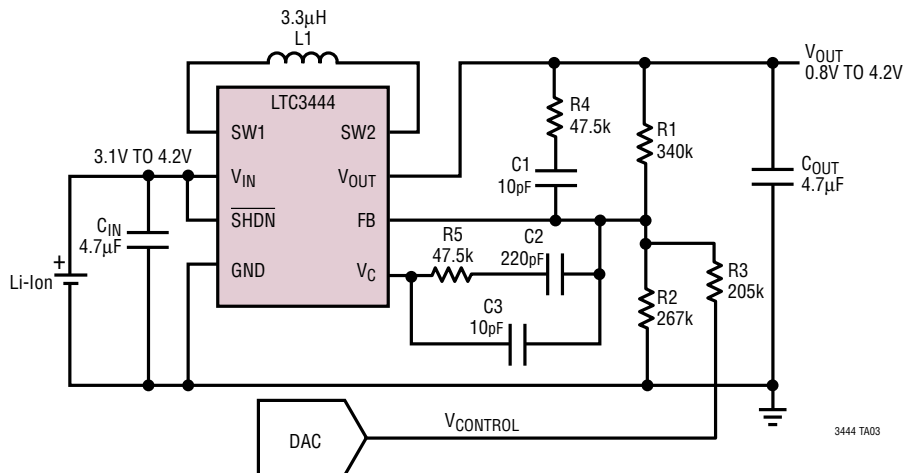 3.3µH
L1
LTC3444
SW1
SW2
3.1V TO 4.2V
VIN
VOUT
SHDN
FB
GND
VC
CIN
4.7µF
Li-Ion
+
R4
47.5k
C1
10pF
R1
340k
VOUT
0.8V TO 4.2V
COUT
4.7µF
R5
47.5k
C2
220pF
C3
10pF
R2
267k
R3
205k
DAC
VCONTROL
3444 TA03